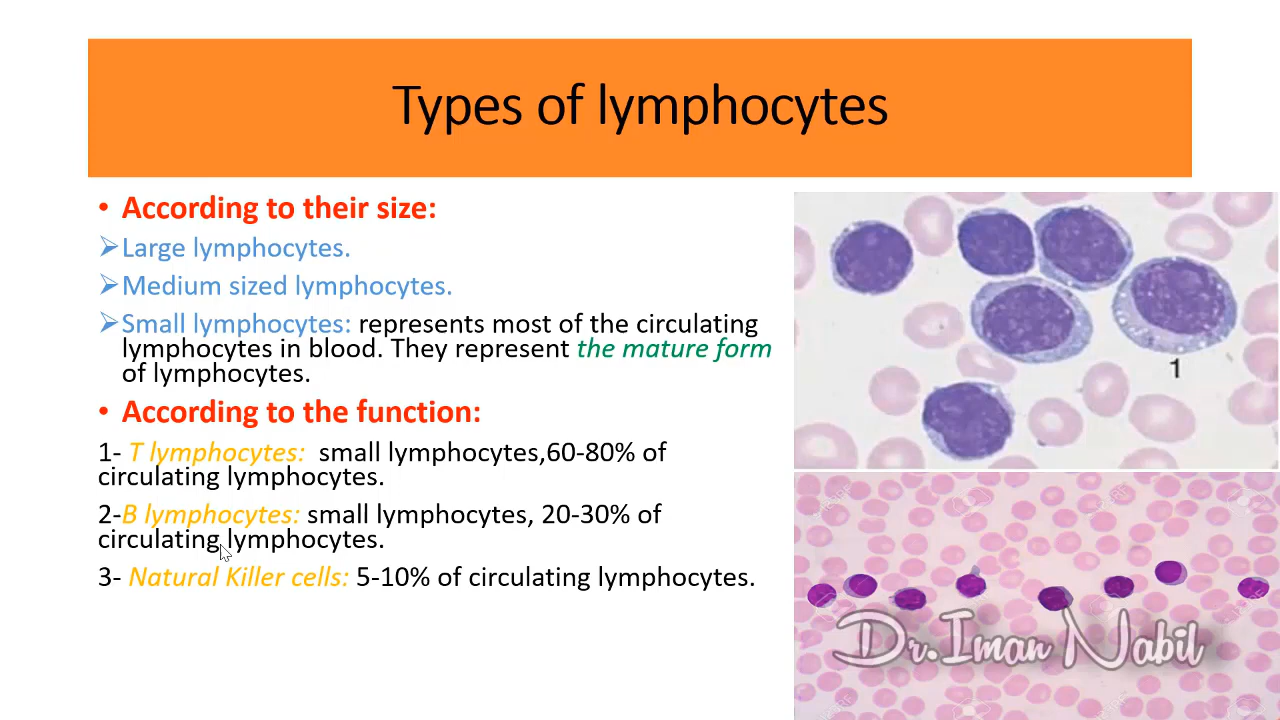 Types of lymphocytes
• According to their size:
➢Large lymphocytes.
➢Medium sized lymphocytes.
➢Small lymphocytes: represents most of the circulating
lymphocytes in blood. They represent the mature form
of lymphocytes.
• According to the function:
1- T lymphocytes:  small lymphocytes,60-80% of
circulating lymphocytes.
2-B lymphocytes: small lymphocytes, 20-30% of
circulating lymphocytes.
3- Natural Killer cells: 5-10% of circulating lymphocytes.
1
Dr.Iman Nabil